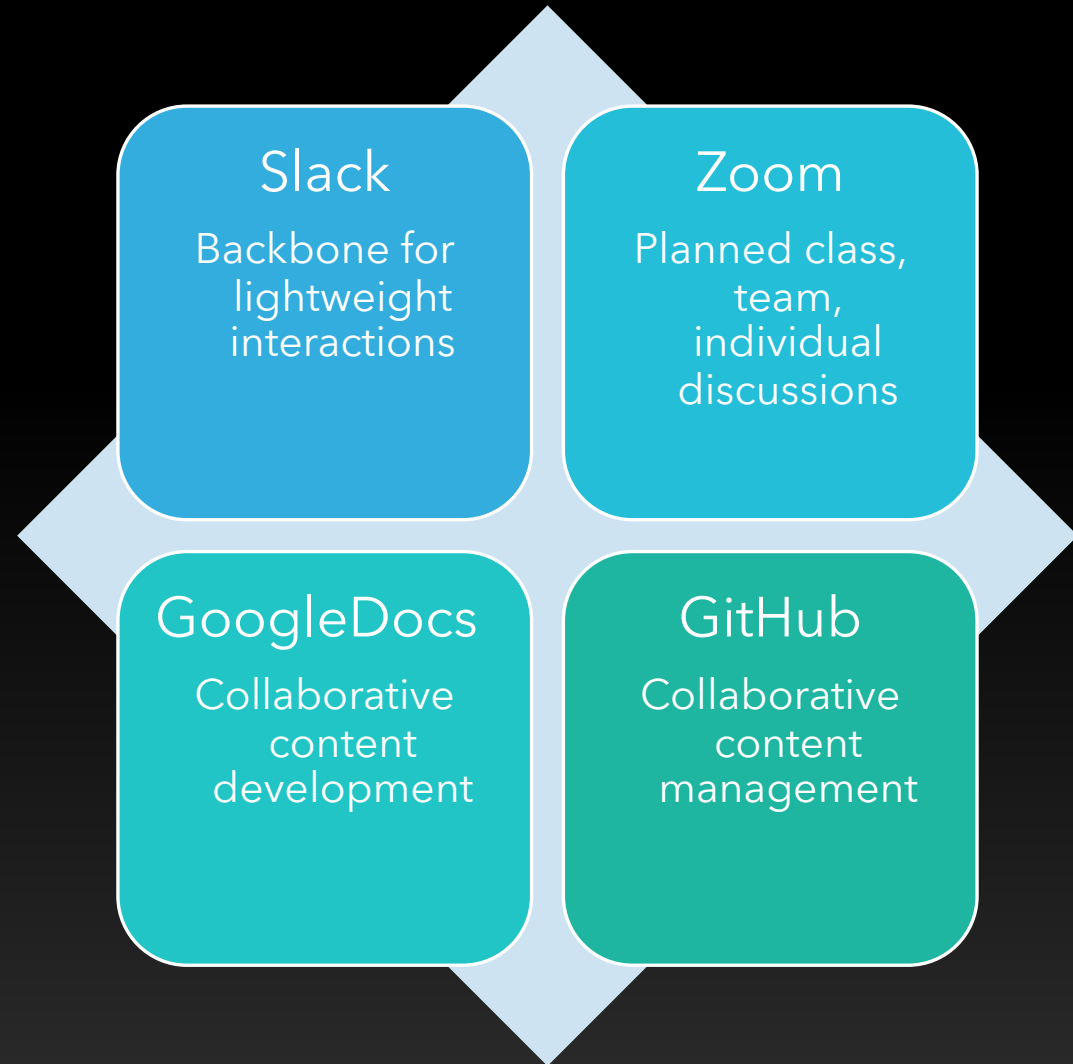 Slack
Backbone for
lightweight
interactions
Zoom
Planned class,
team,
individual
discussions
GoogleDocs
Collaborative
content
development
GitHub
Collaborative
content
management